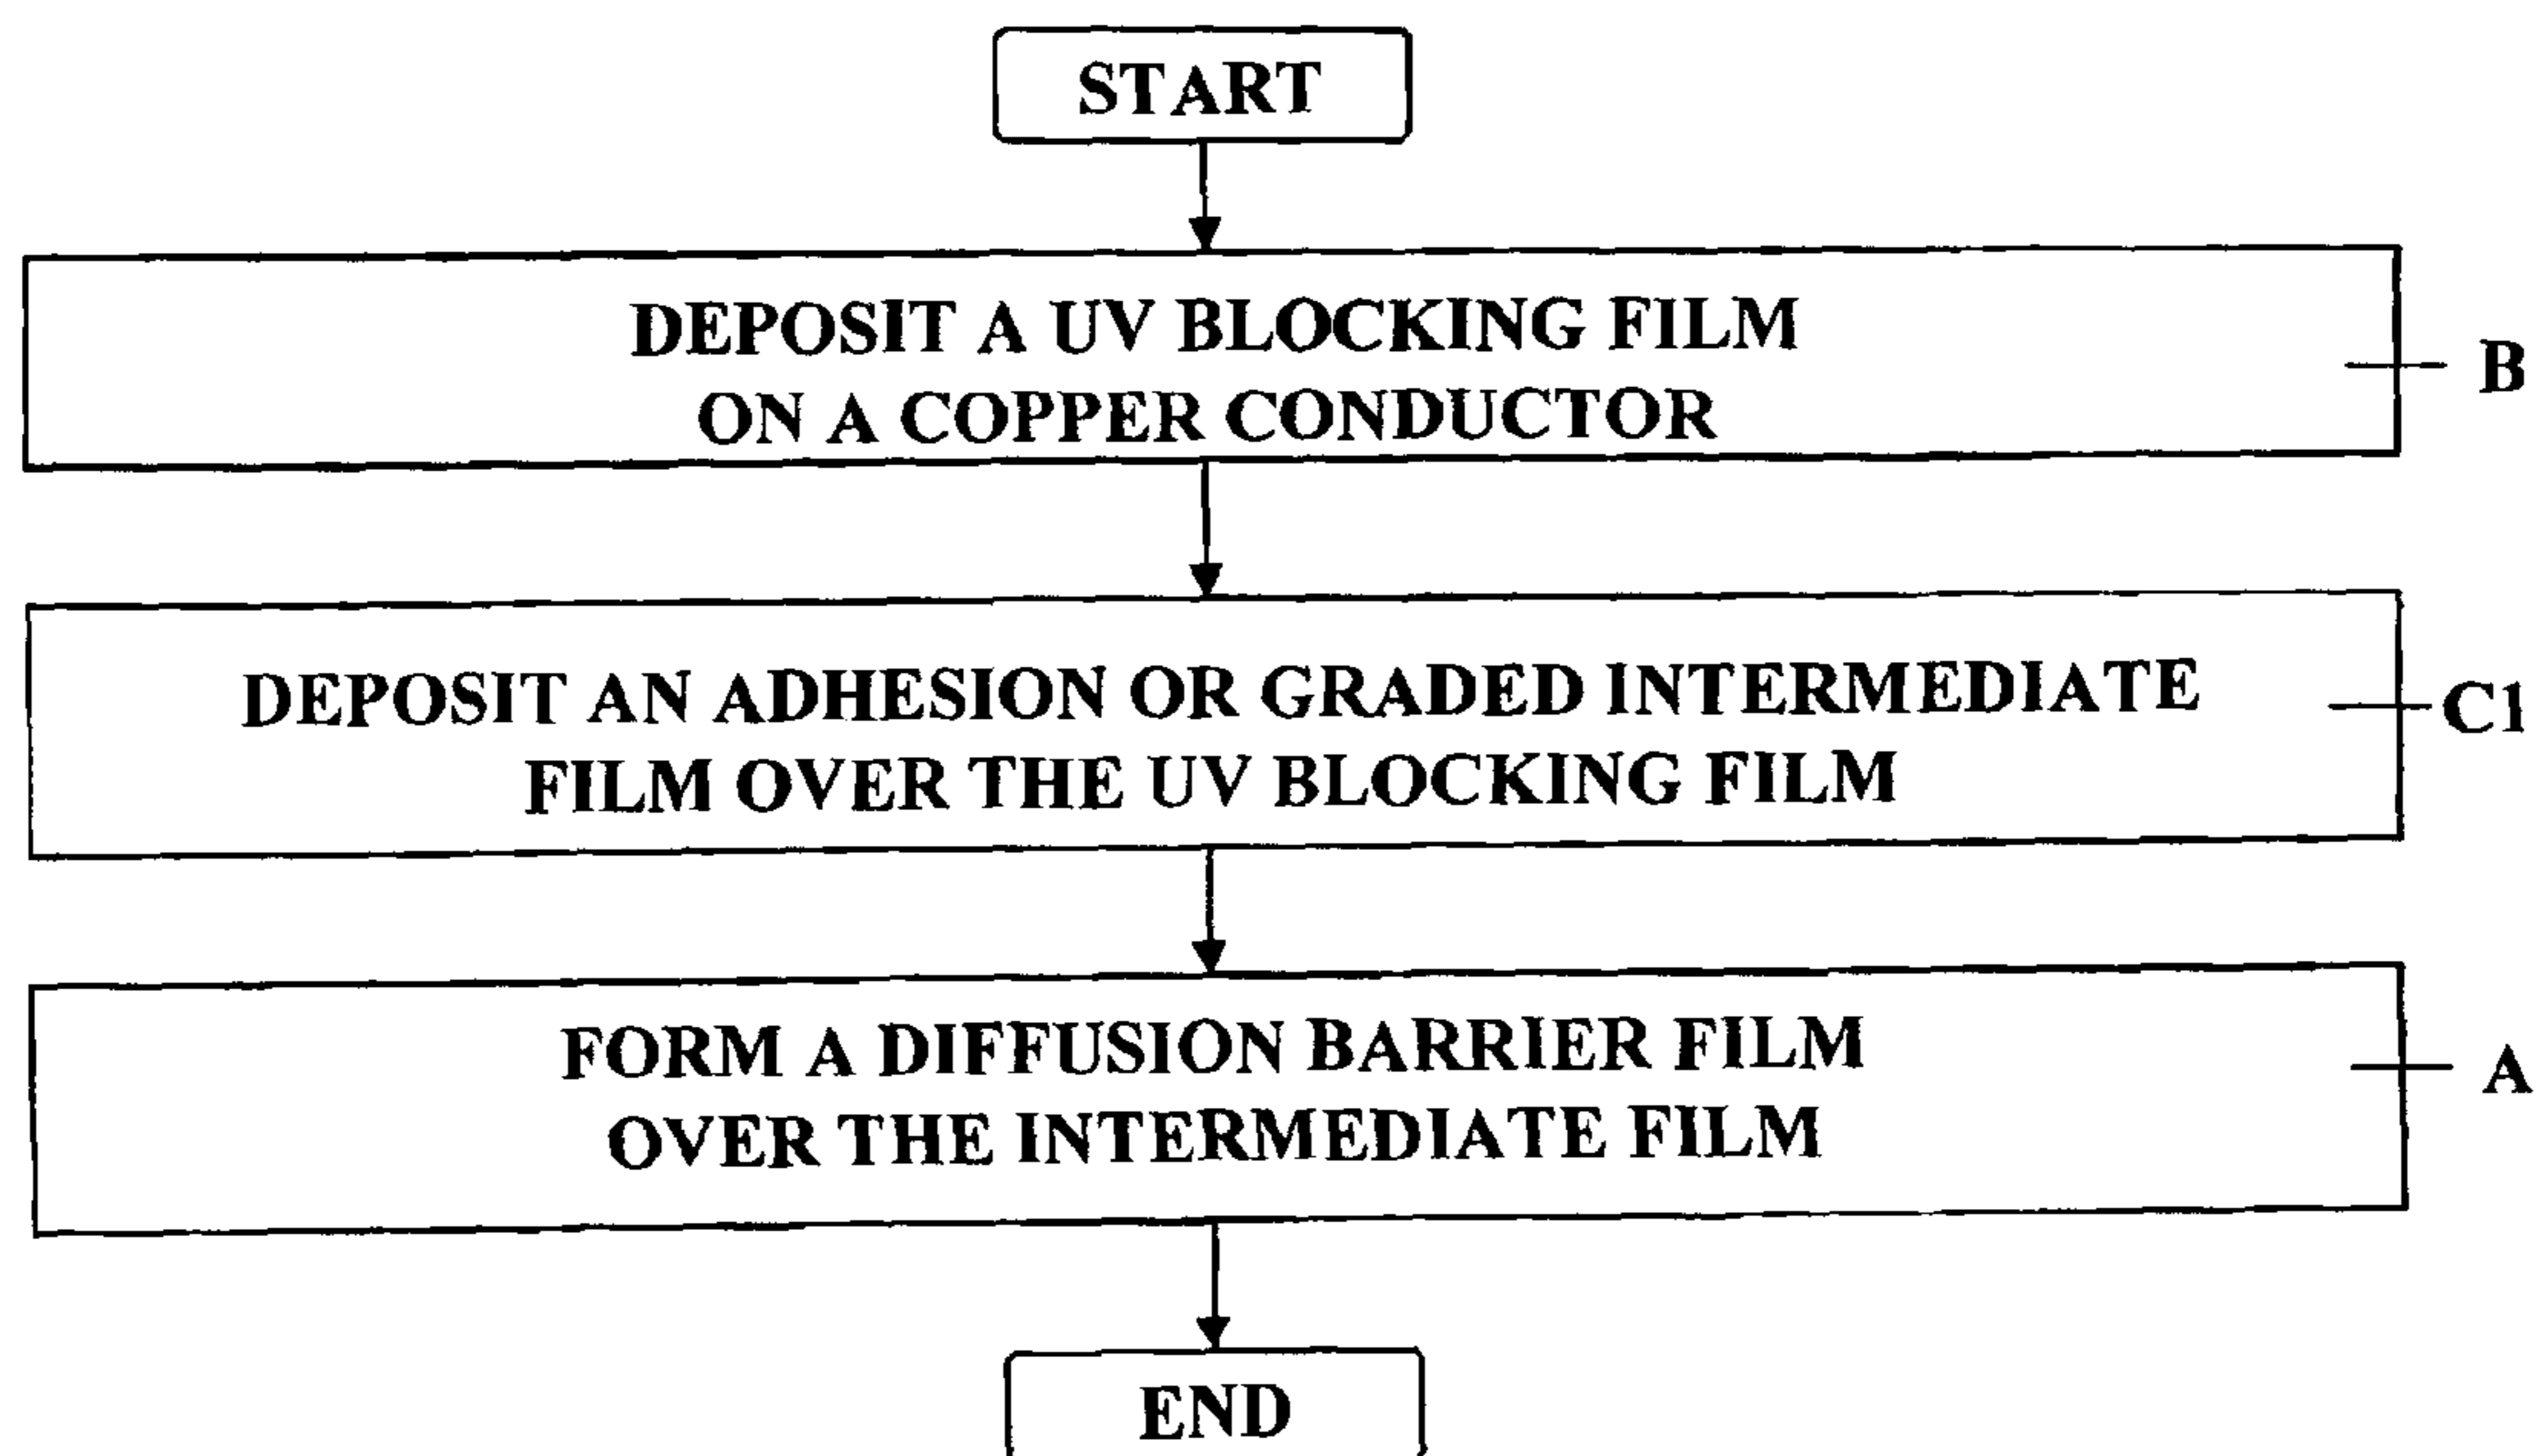 START
DEPOSIT A UV BLOCKING FILM
ON A COPPER CONDUCTOR
B
DEPOSIT AN ADHESION OR GRADED INTERMEDIATE
FILM OVER THE UV BLOCKING FILM
C1
FORM A DIFFUSION BARRIER FILM
OVER THE INTERMEDIATE FILM
A
END